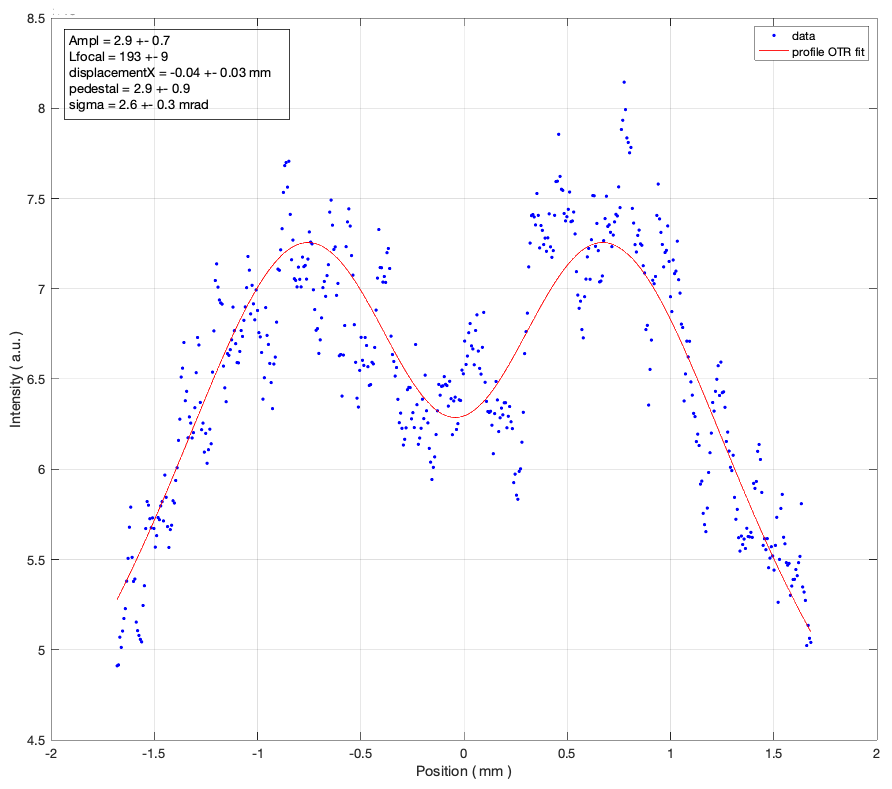 Ampl = 2.9 +- 0.7
Lfocal = 193 +- 9
displacementX = -0.04 +- 0.03 mm
pedestal = 2.9 +- 0.9
sigma = 2.6 +- 0.3 mrad
data
profile OTR fit
8.5
8
7.5
7
6.5
6
5.5
5
4.5
Intensity ( a.u. )
-2
-1.5
-1
-0.5
0
0.5
1
1.5
2
Position ( mm )